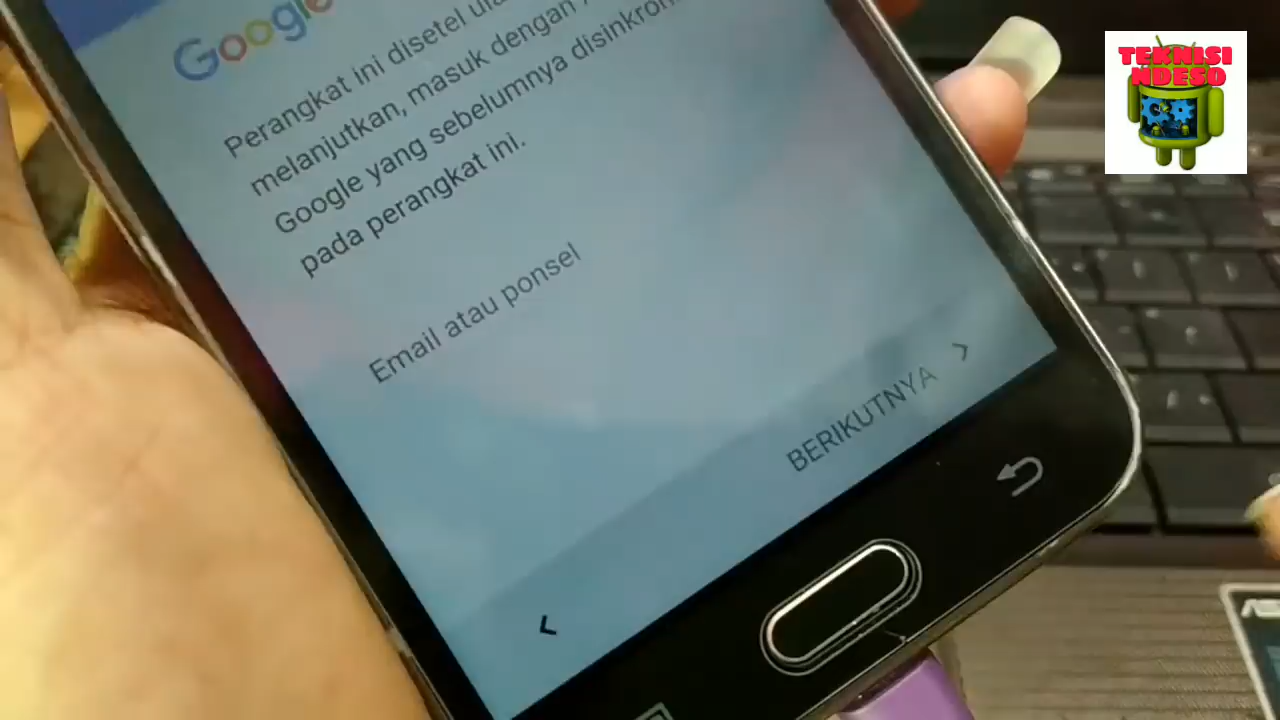 Google
Perangkat ini disetel
melanjutkan, masuk dengan
Google yang sebelumnya
pada perangkat ini.
Email atau ponsel
BERIKUTNYA
TEKNISI
NDESO